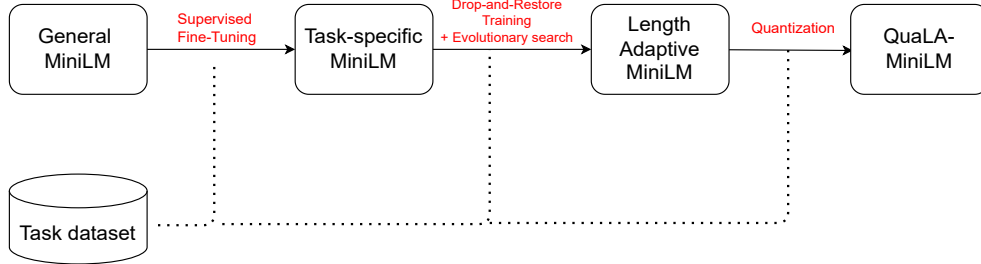 General
MiniLM
Supervised
Fine-Tuning
Task-specific
MiniLM
Drop-and-Restore
Training
+ Evolutionary search
Length
Adaptive
MiniLM
Quantization
QuaLA-
MiniLM
Task dataset